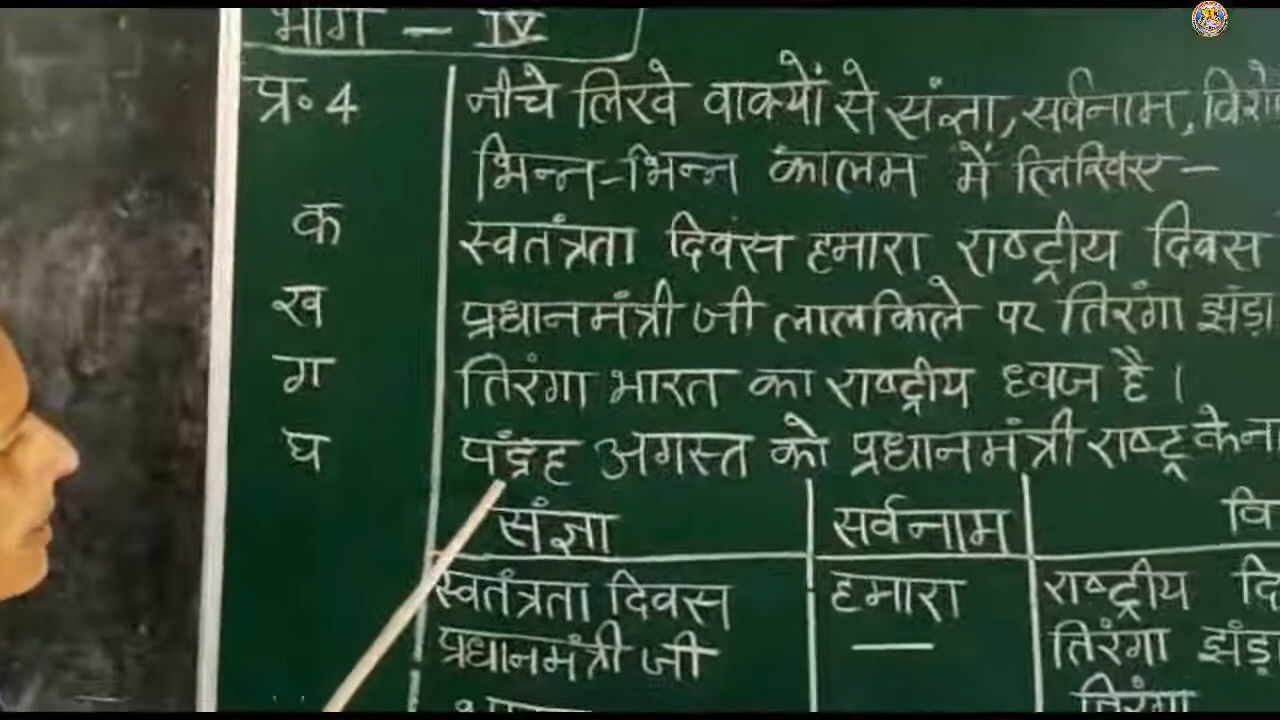 भाग - IV
प्र॰4 नीचे लिखे वाक्यों से संज्ञा, सर्वनाम,
भिन्न-भिन्न कालम में लिखिए -
क स्वतंत्रता दिवस हमारा राष्ट्रीय दिवस
ख प्रधानमंत्री जी लालकिले पर तिरंगा झंड़ा
ग तिरंगा भारत का राष्ट्रीय ध्वज है।
घ पंद्रह अगस्त को प्रधानमंत्री राष्ट्र के
संज्ञा सर्वनाम वि
स्वतंत्रता दिवस हमारा राष्ट्रीय दि
प्रधानमंत्री जी — तिरंगा झंड़ा
तिरंगा